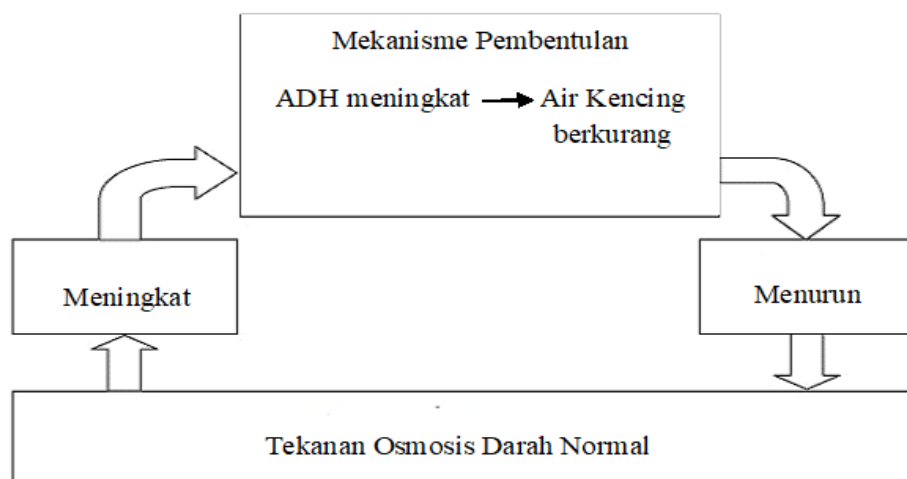 Mekanisme Pembentulan
ADH meningkat
Air Kencing
berkurang
Meningkat
Menurun
Tekanan Osmosis Darah Normal